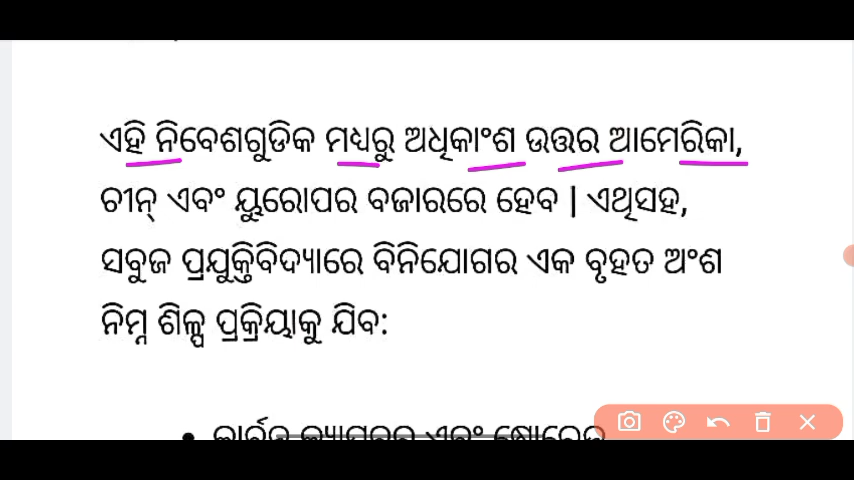 ଏହି ନିବେଶଗୁଡିକ ମଧ୍ୟରୁ ଅଧିକାଂଶ ଉତ୍ତର ଆମେରିକା,
ଚୀନ୍ ଏବଂ ୟୁରୋପର ବଜାରରେ ହେବ | ଏଥିସହ,
ସବୁଜ ପ୍ରଯୁକ୍ତିବିଦ୍ୟାରେ ବିନିଯୋଗର ଏକ ବୃହତ ଅଂଶ
ନିମ୍ନ ଶିଳ୍ପ ପ୍ରକ୍ରିୟାକୁ ଯିବ: